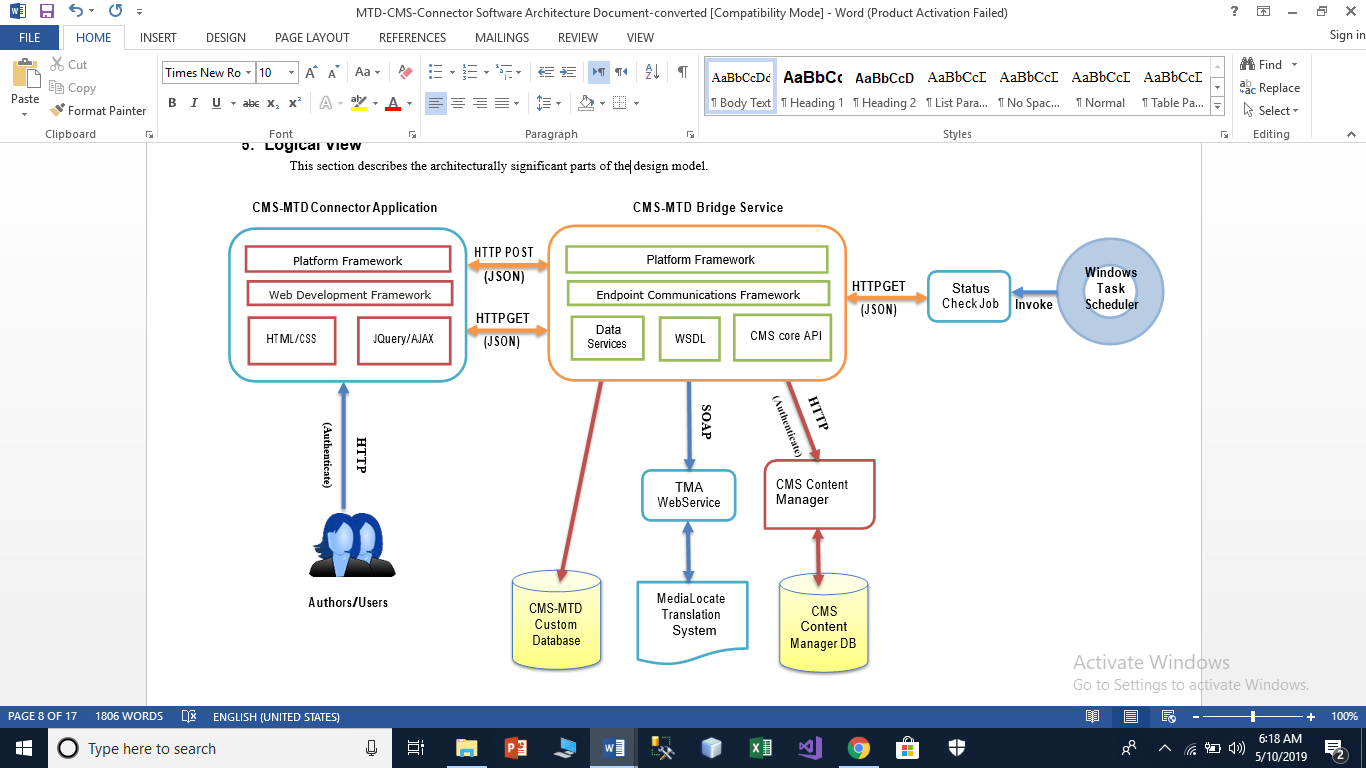 MTD-CMS-Connector Software Architecture Document-converted [Compatibility Mode] - Word (Product Activation Failed)
FILE HOME INSERT DESIGN PAGE LAYOUT REFERENCES MAILINGS REVIEW VIEW Sign in
Paste
Cut
Copy
Format Painter
Clipboard
Times New Ro 10
Font
Paragraph
AaBbCcDd AaBbCc AaBbCcD AaBbCcI AaBbCcI AaBbCcI AaBbCcI
¶ Body Text ¶ Heading 1 ¶ Heading 2 ¶ List Para... ¶ No Spac... ¶ Normal ¶ Table Pa...
Styles
Find
Replace
Select
Editing
5. Logical View
This section describes the architecturally significant parts of the design model.
CMS-MTD Connector Application
Platform Framework
Web Development Framework
HTML/CSS
JQuery/AJAX
HTTP POST
(JSON)
HTTPGET
(JSON)
CMS-MTD Bridge Service
Platform Framework
Endpoint Communications Framework
Data
Services
WSDL
CMS core API
HTTPGET
(JSON)
Status
Check Job
Invoke
Windows
Task
Scheduler
HTTP
(Authenticate)
Authors/Users
SOAP
HTTP
(Authenticate)
TMA
WebService
CMS Content
Manager
CMS-MTD
Custom
Database
MediaLocate
Translation
System
CMS
Content
Manager DB
Activate Windows
Go to Settings to activate Windows.
PAGE 8 OF 17 1806 WORDS ENGLISH (UNITED STATES) 100%
Type here to search
6:18 AM
5/10/2019
2